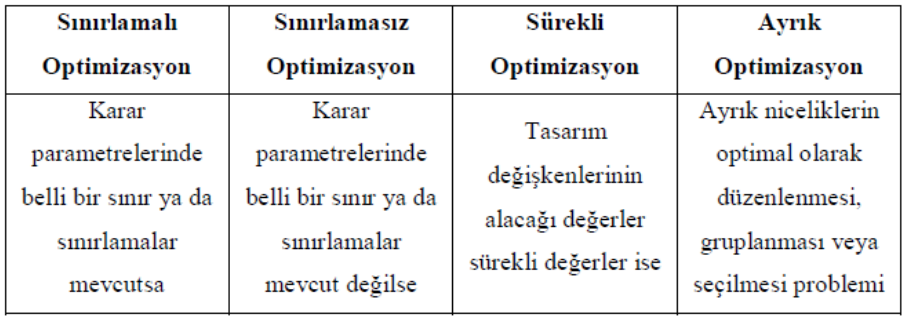 Sınırlamalı
Optimizasyon
Sınırlamasız
Optimizasyon
Sürekli
Optimizasyon
Ayrık
Optimizasyon
Karar
parametrelerinde
belli bir sınır ya da
sınırlamalar
mevcutsa
Karar
parametrelerinde
belli bir sınır ya da
sınırlamalar
mevcut değilse
Tasarım
değişkenlerinin
alacağı değerler
sürekli değerler ise
Ayrık niceliklerin
optimal olarak
düzenlenmesi,
gruplanması veya
seçilmesi problemi